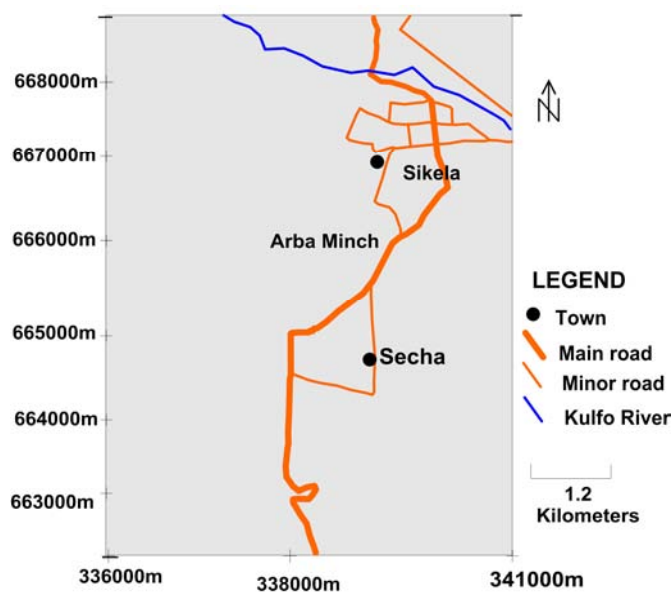 668000m
N
667000m
Sikela
666000m
Arba Minch
LEGEND
Town
665000m
Main road
Secha
Minor road
664000m
Kulfo River
663000m
1.2
Kilometers
336000m
338000m
341000m